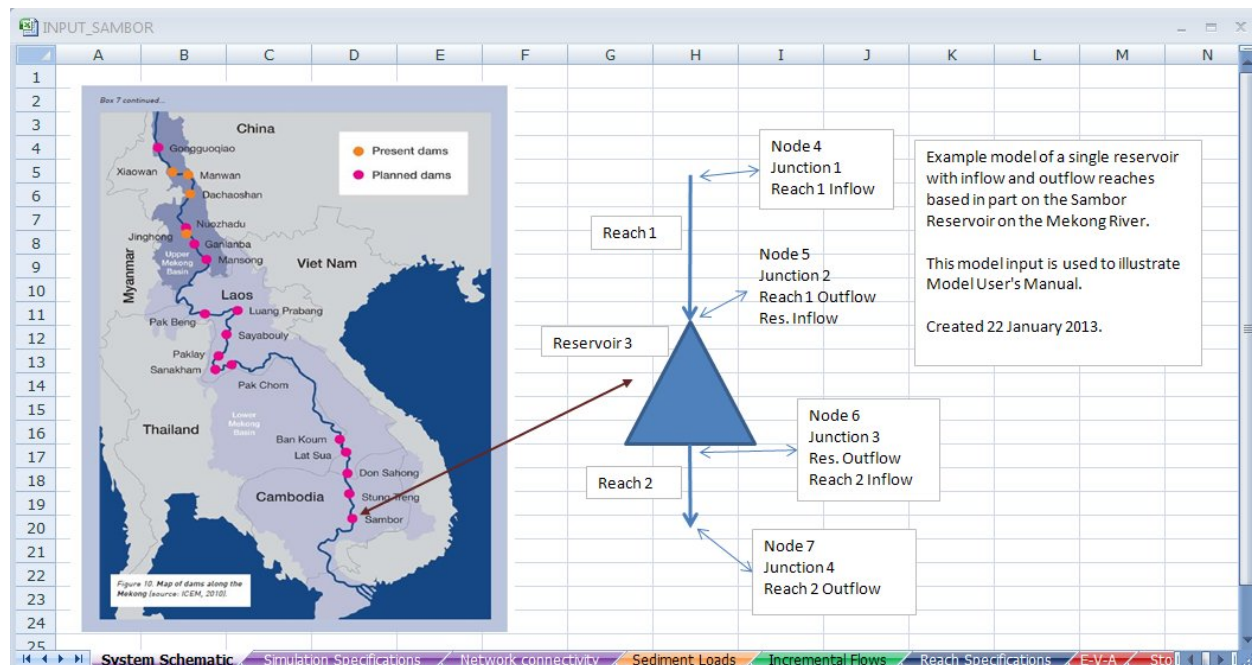 INPUT_SAMBOR
A B C D E F G H I J K L M N
1
2
3
4
5
6
7
8
9
10
11
12
13
14
15
16
17
18
19
20
21
22
23
24
25
Box 7 continued...
China
Present dams
Planned dams
Gongguoqiao
Xiaowan
Manwan
Dachaoshan
Nuozhadu
Jinghong
Ganlanba
Mansong
Upper
Mekong
Basin
Myanmar
Viet Nam
Laos
Luang Prabang
Pak Beng
Sayabouly
Paklay
Sanakham
Pak Chom
Lower
Mekong
Basin
Thailand
Ban Koum
Lat Sua
Don Sahong
Cambodia
Stung Treng
Sambor
Figure 10. Map of dams along the
Mekong (source: ICEM, 2010).
Node 4
Junction 1
Reach 1 Inflow
Reach 1
Node 5
Junction 2
Reach 1 Outflow
Res. Inflow
Reservoir 3
Node 6
Junction 3
Res. Outflow
Reach 2 Inflow
Reach 2
Node 7
Junction 4
Reach 2 Outflow
Example model of a single reservoir
with inflow and outflow reaches
based in part on the Sambor
Reservoir on the Mekong River.
This model input is used to illustrate
Model User's Manual.
Created 22 January 2013.
System Schematic Simulation Specifications Network connectivity Sediment Loads Incremental Flows Reach Specifications E-V-A Sto